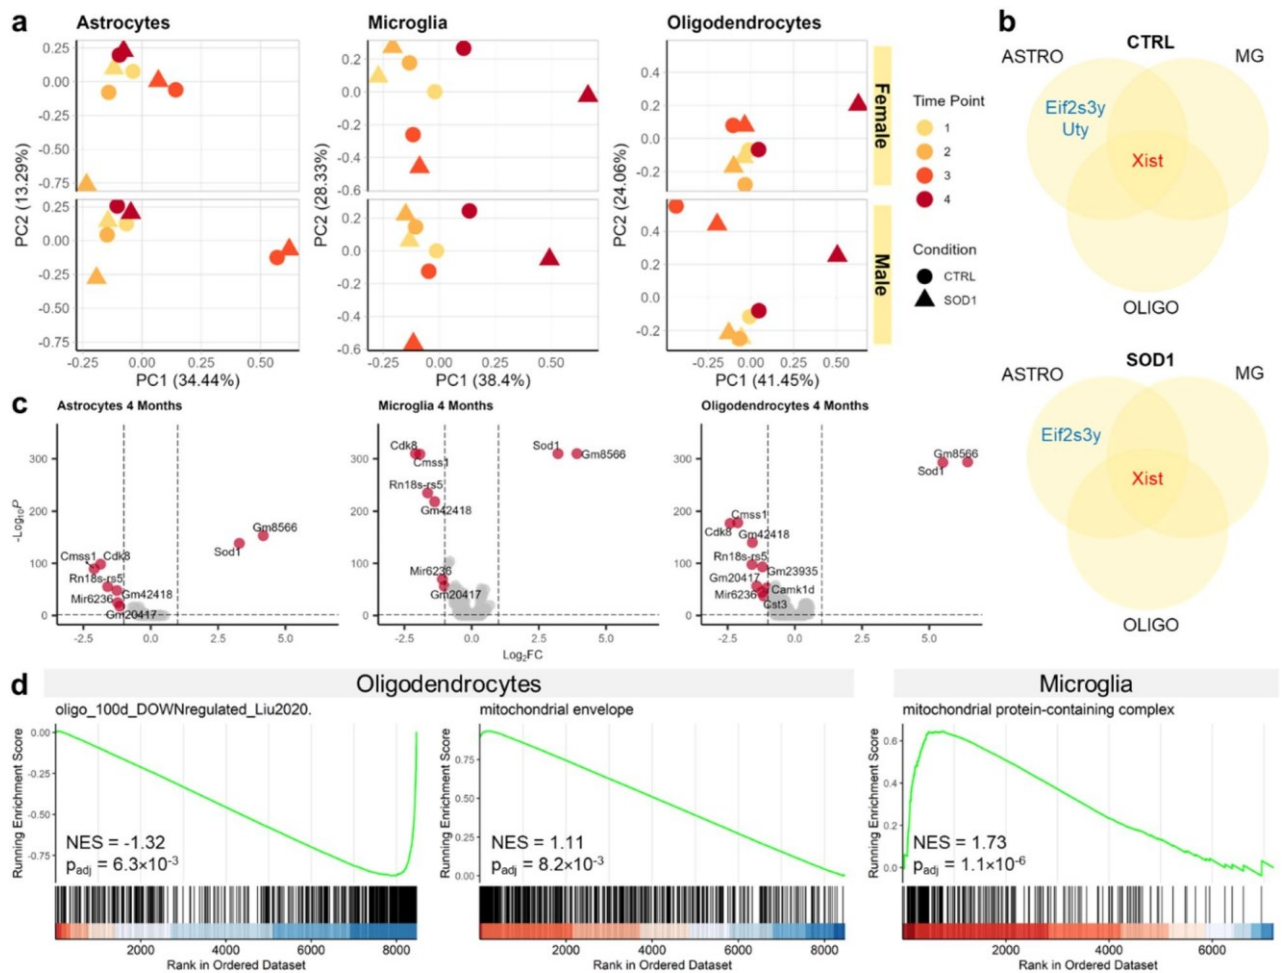 a
Astrocytes
Microglia
Oligodendrocytes
0.25
0.00
-0.25
-0.50
-0.75
0.25
0.00
-0.25
-0.50
-0.75
PC2 (13.29%)
-0.25
0.00
0.25
0.50
PC1 (34.44%)
0.2
0.0
-0.2
-0.4
-0.6
0.2
0.0
-0.2
-0.4
-0.6
PC2 (28.33%)
-0.25
0.00
0.25
0.50
PC1 (38.4%)
0.4
0.2
0.0
-0.2
0.4
0.2
0.0
-0.2
PC2 (24.06%)
-0.25
0.00
0.25
0.50
PC1 (41.45%)
Female
Male
Time Point
1
2
3
4
Condition
CTRL
SOD1
b
CTRL
ASTRO
MG
Eif2s3y
Uty
Xist
OLIGO
SOD1
ASTRO
MG
Eif2s3y
Xist
OLIGO
c
Astrocytes 4 Months
300
200
100
0
-Log₁₀P
Cmss1
Cdk8
Rn18s-rs5
Mir6236
Gm42418
Gm20417
Sod1
Gm8566
-2.5
0.0
2.5
5.0
Microglia 4 Months
300
200
100
0
Cdk8
Cmss1
Rn18s-rs5
Gm42418
Mir6236
Gm20417
Sod1
Gm8566
-2.5
0.0
2.5
5.0
Log₂FC
Oligodendrocytes 4 Months
300
200
100
0
Cmss1
Cdk8
Gm42418
Rn18s-rs5
Gm23935
Gm20417
Camk1d
Mir6236
Cst3
Gm8566
Sod1
-2.5
0.0
2.5
5.0
d
Oligodendrocytes
Microglia
oligo_100d_DOWNregulated_Liu2020.
Running Enrichment Score
0.00
-0.25
-0.50
-0.75
NES = -1.32
padj = 6.3×10⁻³
2000
4000
6000
8000
Rank in Ordered Dataset
mitochondrial envelope
Running Enrichment Score
0.75
0.50
0.25
0.00
NES = 1.11
padj = 8.2×10⁻³
2000
4000
6000
8000
Rank in Ordered Dataset
mitochondrial protein-containing complex
Running Enrichment Score
0.6
0.4
0.2
0.0
NES = 1.73
padj = 1.1×10⁻⁶
2000
4000
6000
Rank in Ordered Dataset